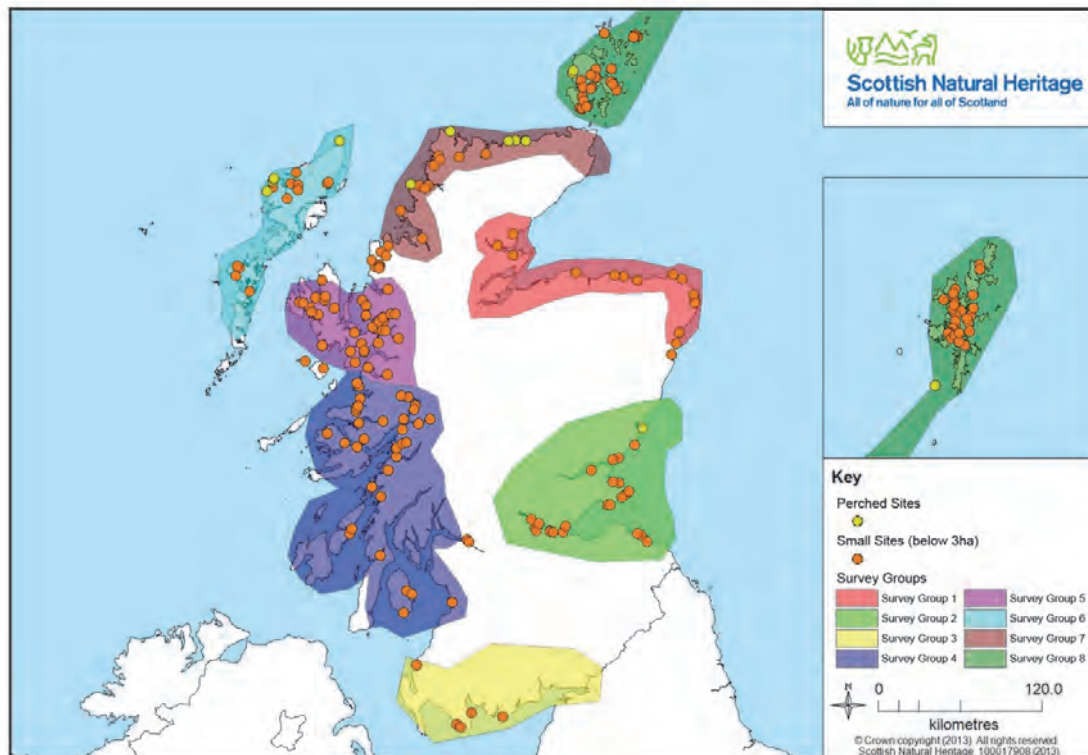 Scottish Natural Heritage
All of nature for all of Scotland
Key
Perched Sites
Small Sites (below 3ha)
Survey Groups
Survey Group 1
Survey Group 2
Survey Group 3
Survey Group 4
Survey Group 5
Survey Group 6
Survey Group 7
Survey Group 8
N
0 120.0
kilometres
© Crown copyright (2013) All rights reserved
Scottish Natural Heritage 100017908 (2013)